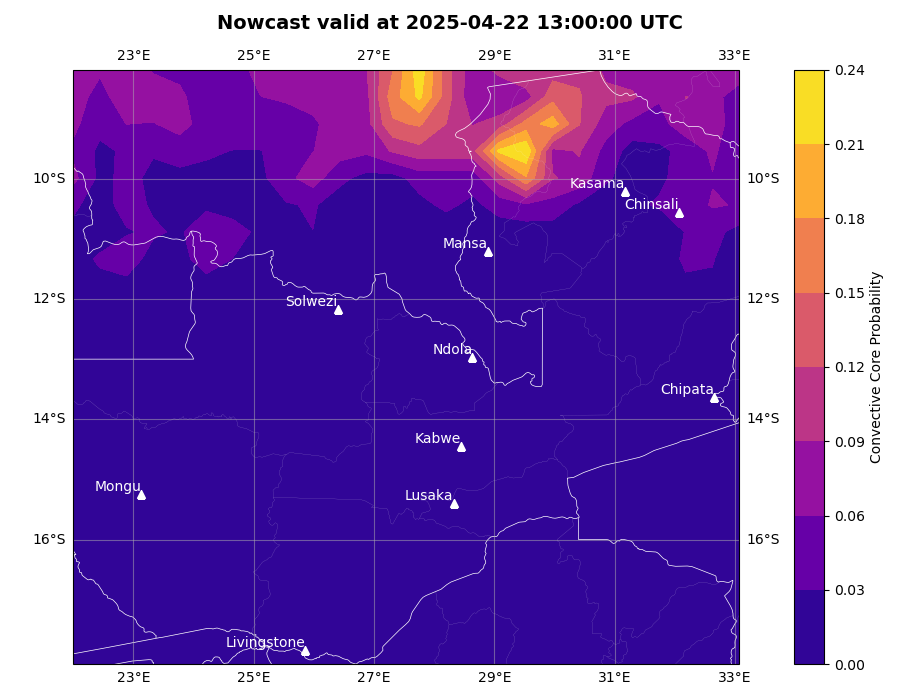 Nowcast valid at 2025-04-22 13:00:00 UTC
23°E 25°E 27°E 29°E 31°E 33°E
0.24
0.21
10°S Kasama 10°S
Chinsali
0.18
Mansa
12°S Solwezi 12°S
0.15
Ndola
0.12
Chipata
14°S 14°S
Kabwe
0.09
Mongu
Lusaka
0.06
16°S 16°S
0.03
Livingstone
0.00
23°E 25°E 27°E 29°E 31°E 33°E
Convective Core Probability